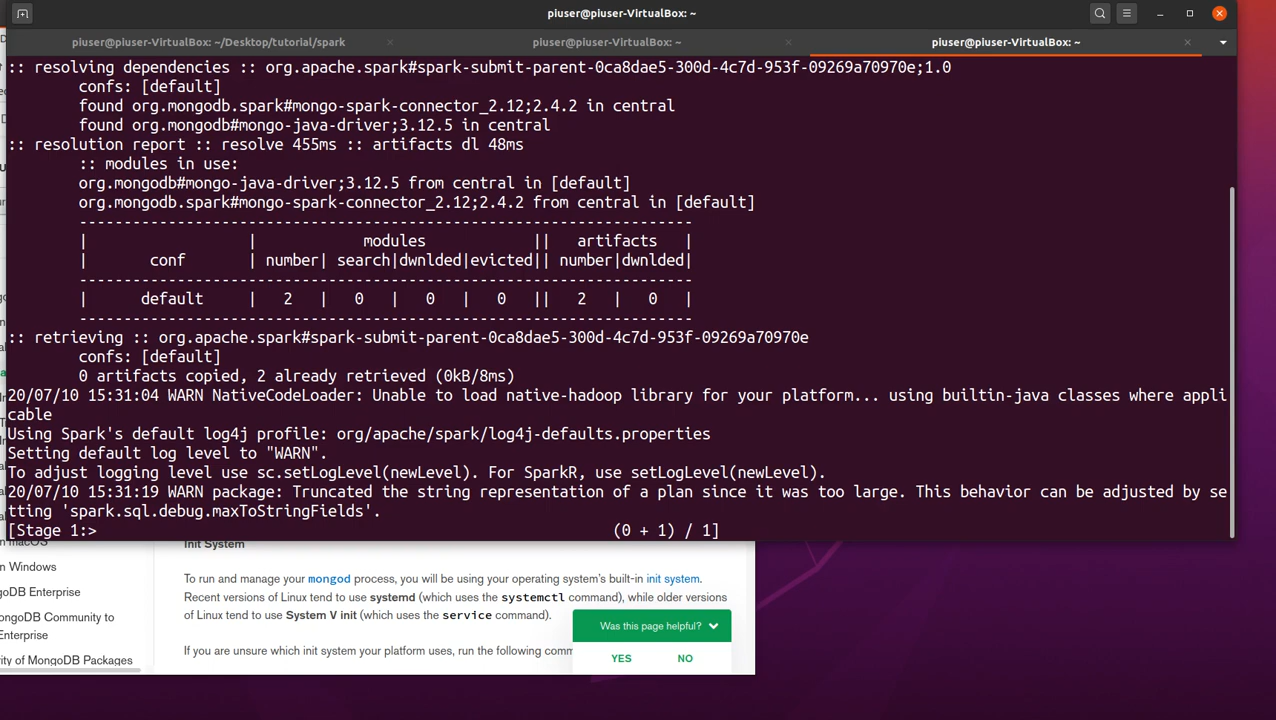 piuser@piuser-VirtualBox: ~
piuser@piuser-VirtualBox: ~/Desktop/tutorial/spark
piuser@piuser-VirtualBox: ~
piuser@piuser-VirtualBox: ~
:: resolving dependencies :: org.apache.spark#spark-submit-parent-0ca8dae5-300d-4c7d-953f-09269a70970e;1.0
confs: [default]
found org.mongodb.spark#mongo-spark-connector_2.12;2.4.2 in central
found org.mongodb#mongo-java-driver;3.12.5 in central
:: resolution report :: resolve 455ms :: artifacts dl 48ms
:: modules in use:
org.mongodb#mongo-java-driver;3.12.5 from central in [default]
org.mongodb.spark#mongo-spark-connector_2.12;2.4.2 from central in [default]
---------------------------------------------------------------------
|                  |            modules            ||   artifacts   |
|       conf       | number| search|dwnlded|evicted|| number|dwnlded|
---------------------------------------------------------------------
|      default     |   2   |   0   |   0   |   0   ||   2   |   0   |
---------------------------------------------------------------------
:: retrieving :: org.apache.spark#spark-submit-parent-0ca8dae5-300d-4c7d-953f-09269a70970e
confs: [default]
0 artifacts copied, 2 already retrieved (0kB/8ms)
20/07/10 15:31:04 WARN NativeCodeLoader: Unable to load native-hadoop library for your platform... using builtin-java classes where appli
cable
Using Spark's default log4j profile: org/apache/spark/log4j-defaults.properties
Setting default log level to "WARN".
To adjust logging level use sc.setLogLevel(newLevel). For SparkR, use setLogLevel(newLevel).
20/07/10 15:31:19 WARN package: Truncated the string representation of a plan since it was too large. This behavior can be adjusted by se
tting 'spark.sql.debug.maxToStringFields'.
[Stage 1:>                                                          (0 + 1) / 1]
n macOS
n Windows
goDB Enterprise
ongoDB Community to
Enterprise
rity of MongoDB Packages
Init System
To run and manage your mongod process, you will be using your operating system's built-in init system.
Recent versions of Linux tend to use systemd (which uses the systemctl command), while older versions
of Linux tend to use System V init (which uses the service command).
If you are unsure which init system your platform uses, run the following comm
Was this page helpful?
YES
NO